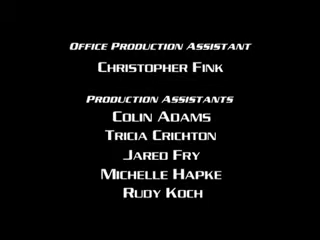 Office Production Assistant
Christopher Fink
Production Assistants
Colin Adams
Tricia Crichton
Jared Fry
Michelle Hapke
Rudy Koch